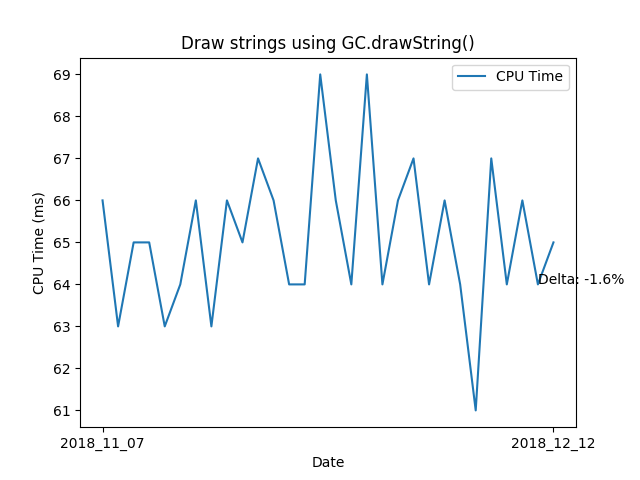 Draw strings using GC.drawString()
CPU Time
69
68
67
66
65
64
63
62
61
CPU Time (ms)
Delta: -1.6%
2018_11_07
2018_12_12
Date